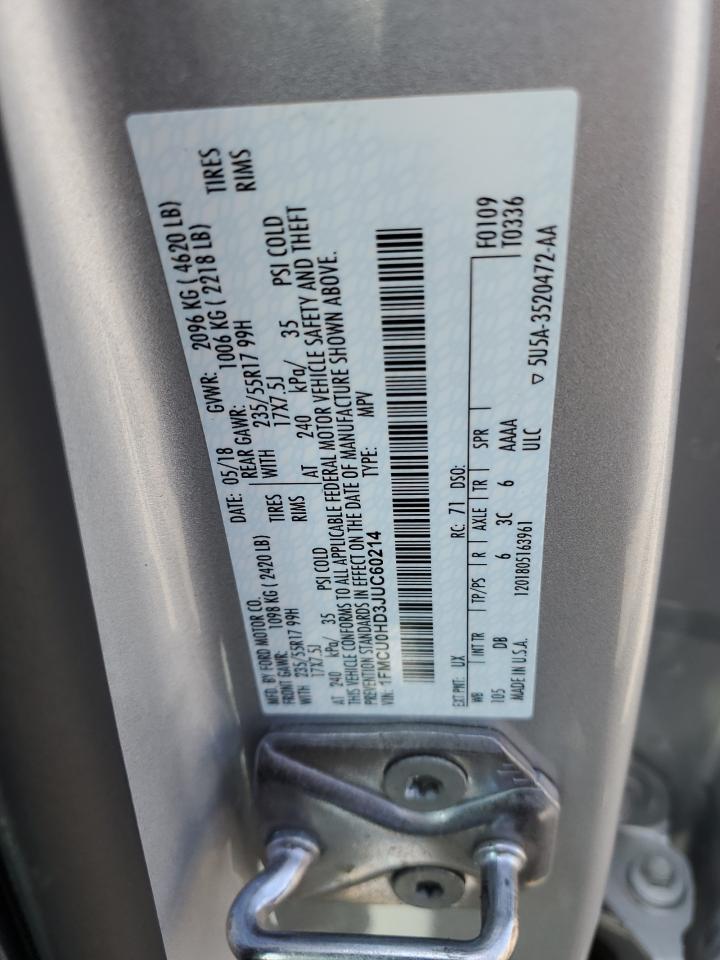 MFD. BY FORD MOTOR CO. DATE: 05/18 GVWR: 2096 KG ( 4620 LB)
FRONT GAWR: 1098 KG ( 2420 LB) REAR GAWR: 1006 KG ( 2218 LB)
WITH 235/55R17 99H TIRES WITH 235/55R17 99H TIRES
17X7.5J RIMS 17X7.5J RIMS
AT 240 kPa/ 35 PSI COLD AT 240 kPa/ 35 PSI COLD
THIS VEHICLE CONFORMS TO ALL APPLICABLE FEDERAL MOTOR VEHICLE SAFETY AND THEFT
PREVENTION STANDARDS IN EFFECT ON THE DATE OF MANUFACTURE SHOWN ABOVE.
VIN: 1FMCU0HD3JUC60214 TYPE: MPV
EXT PNT: UX RC: 71 DSO: F0109
WB INT TR TP/PS R AXLE TR SPR T0336
105 DB 6 3C 6 AAAA
MADE IN U.S.A. 1201805163961 ULC ▽ 5U5A-3520472-AA